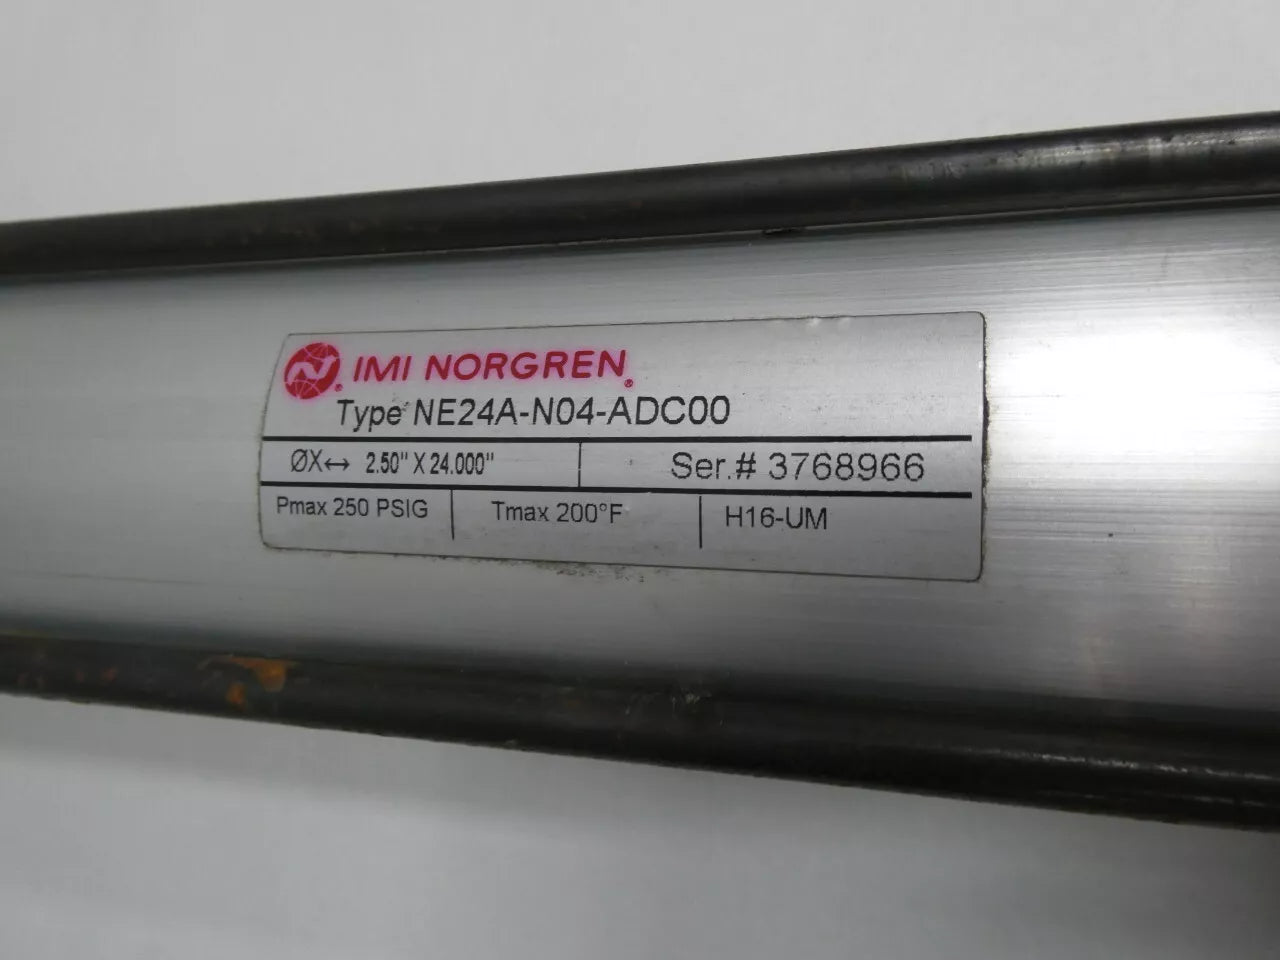 IMI NORGREN®
Type NE24A-N04-ADC00
ØX↔ 2.50" X 24.000" Ser.# 3768966
Pmax 250 PSIG Tmax 200°F H16-UM